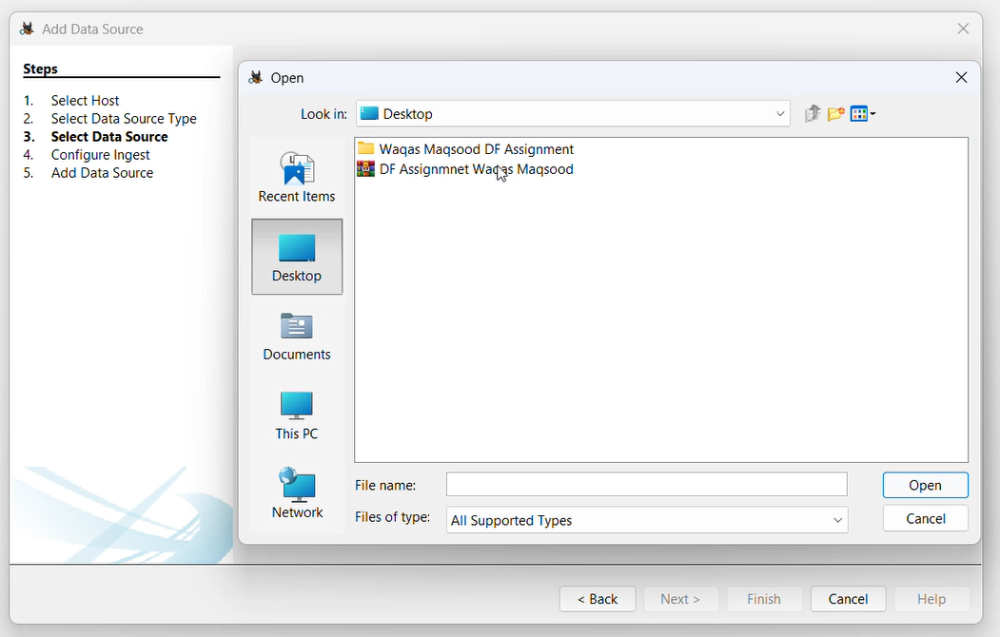 Add Data Source
Steps
1. Select Host
2. Select Data Source Type
3. Select Data Source
4. Configure Ingest
5. Add Data Source
Open
Look in:
Desktop
Recent Items
Desktop
Documents
This PC
Network
Waqas Maqsood DF Assignment
DF Assignmnet Waqas Maqsood
File name:
Open
Files of type:
All Supported Types
Cancel
< Back
Next >
Finish
Cancel
Help